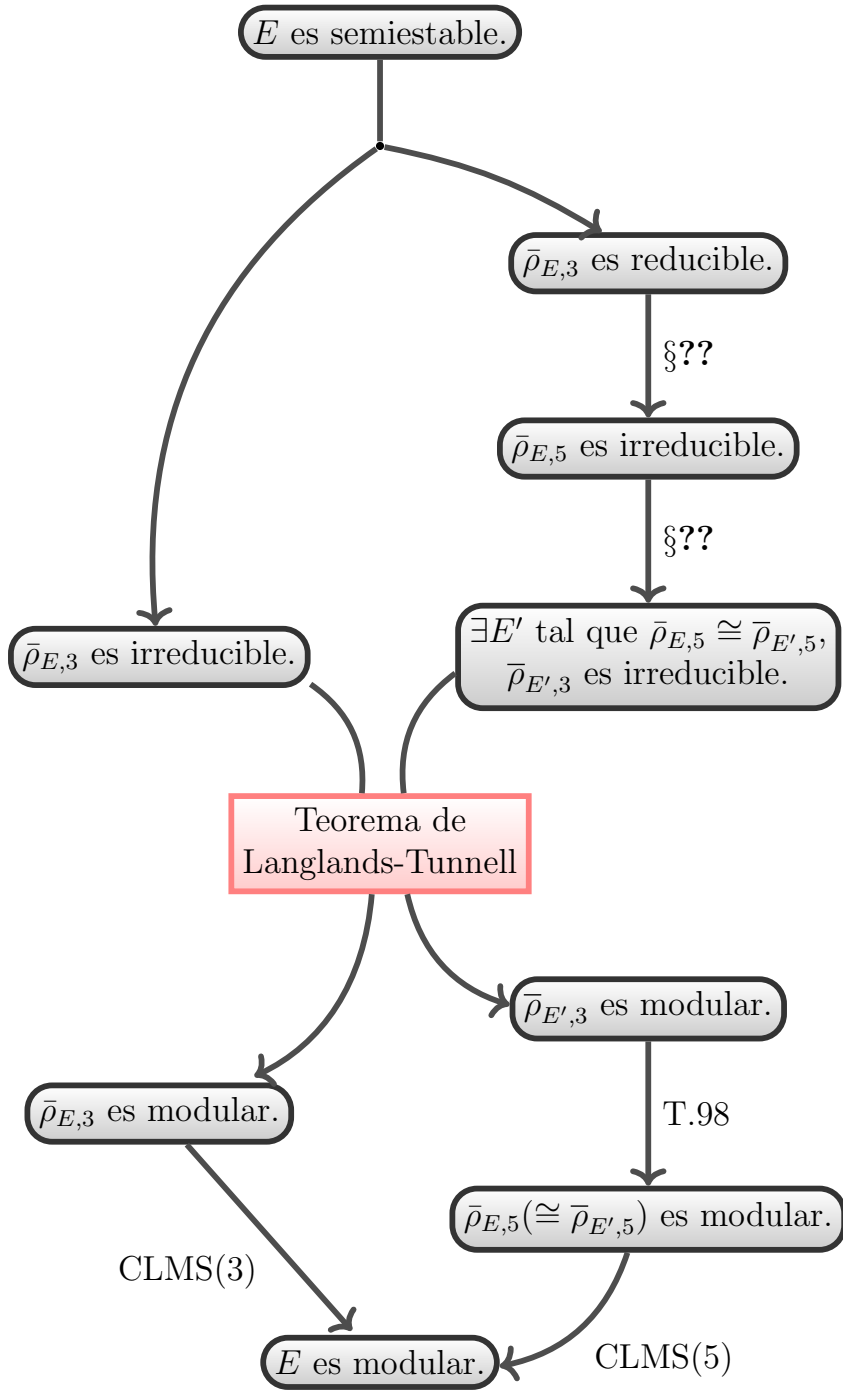 E es semiestable.
ρ̄_{E,3} es reducible.
§??
ρ̄_{E,5} es irreducible.
§??
∃E′ tal que ρ̄_{E,5} ≅ ρ̅_{E′,5},
ρ̅_{E′,3} es irreducible.
ρ̄_{E,3} es irreducible.
Teorema de
Langlands-Tunnell
ρ̅_{E′,3} es modular.
ρ̄_{E,3} es modular.
T.98
ρ̄_{E,5}(≅ ρ̅_{E′,5}) es modular.
CLMS(3)
E es modular.
CLMS(5)